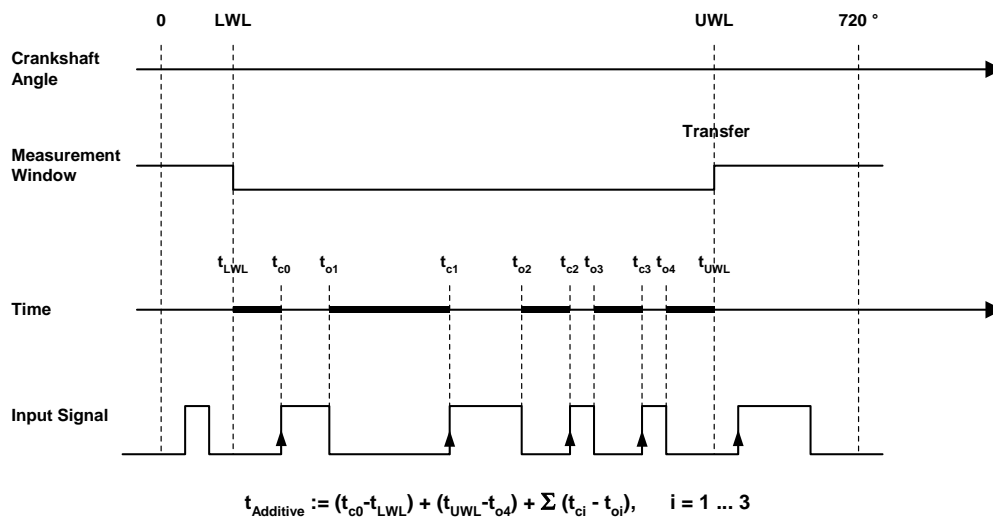 0 LWL UWL 720 °
Crankshaft
Angle
Transfer
Measurement
Window
tLWL tc0 to1 tc1 to2 tc2 to3 tc3 to4 tUWL
Time
Input Signal
tAdditive := (tc0-tLWL) + (tUWL-to4) + Σ (tci - toi), i = 1 ... 3